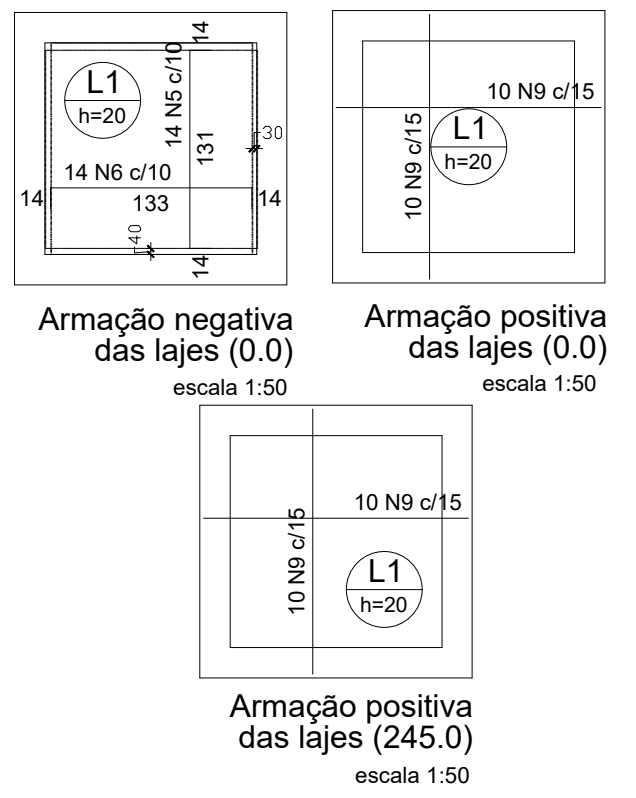 14
14 N5 c/10
L1
h=20
30
131
14 N6 c/10
14
133
14
40
14
Armação negativa
das lajes (0.0)
escala 1:50
10 N9 c/15
10 N9 c/15
L1
h=20
Armação positiva
das lajes (0.0)
escala 1:50
10 N9 c/15
10 N9 c/15
L1
h=20
Armação positiva
das lajes (245.0)
escala 1:50